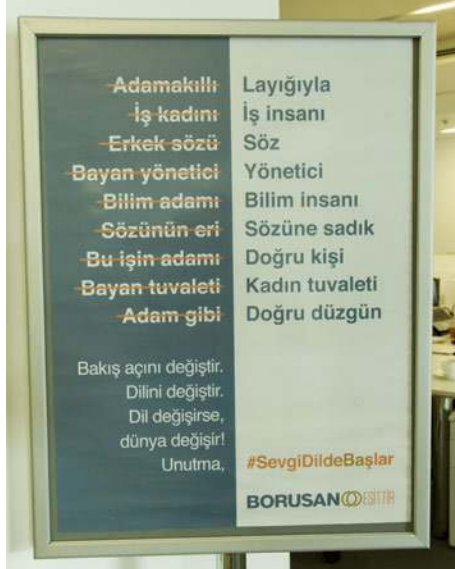 Adamakıllı Layığıyla
İş kadını İş insanı
Erkek sözü Söz
Bayan yönetici Yönetici
Bilim adamı Bilim insanı
Sözünün eri Sözüne sadık
Bu işin adamı Doğru kişi
Bayan tuvaleti Kadın tuvaleti
Adam gibi Doğru düzgün
Bakış açını değiştir.
Dilini değiştir.
Dil değişirse,
dünya değişir!
Unutma, #SevgiDildeBaşlar
BORUSAN EŞİTTİR